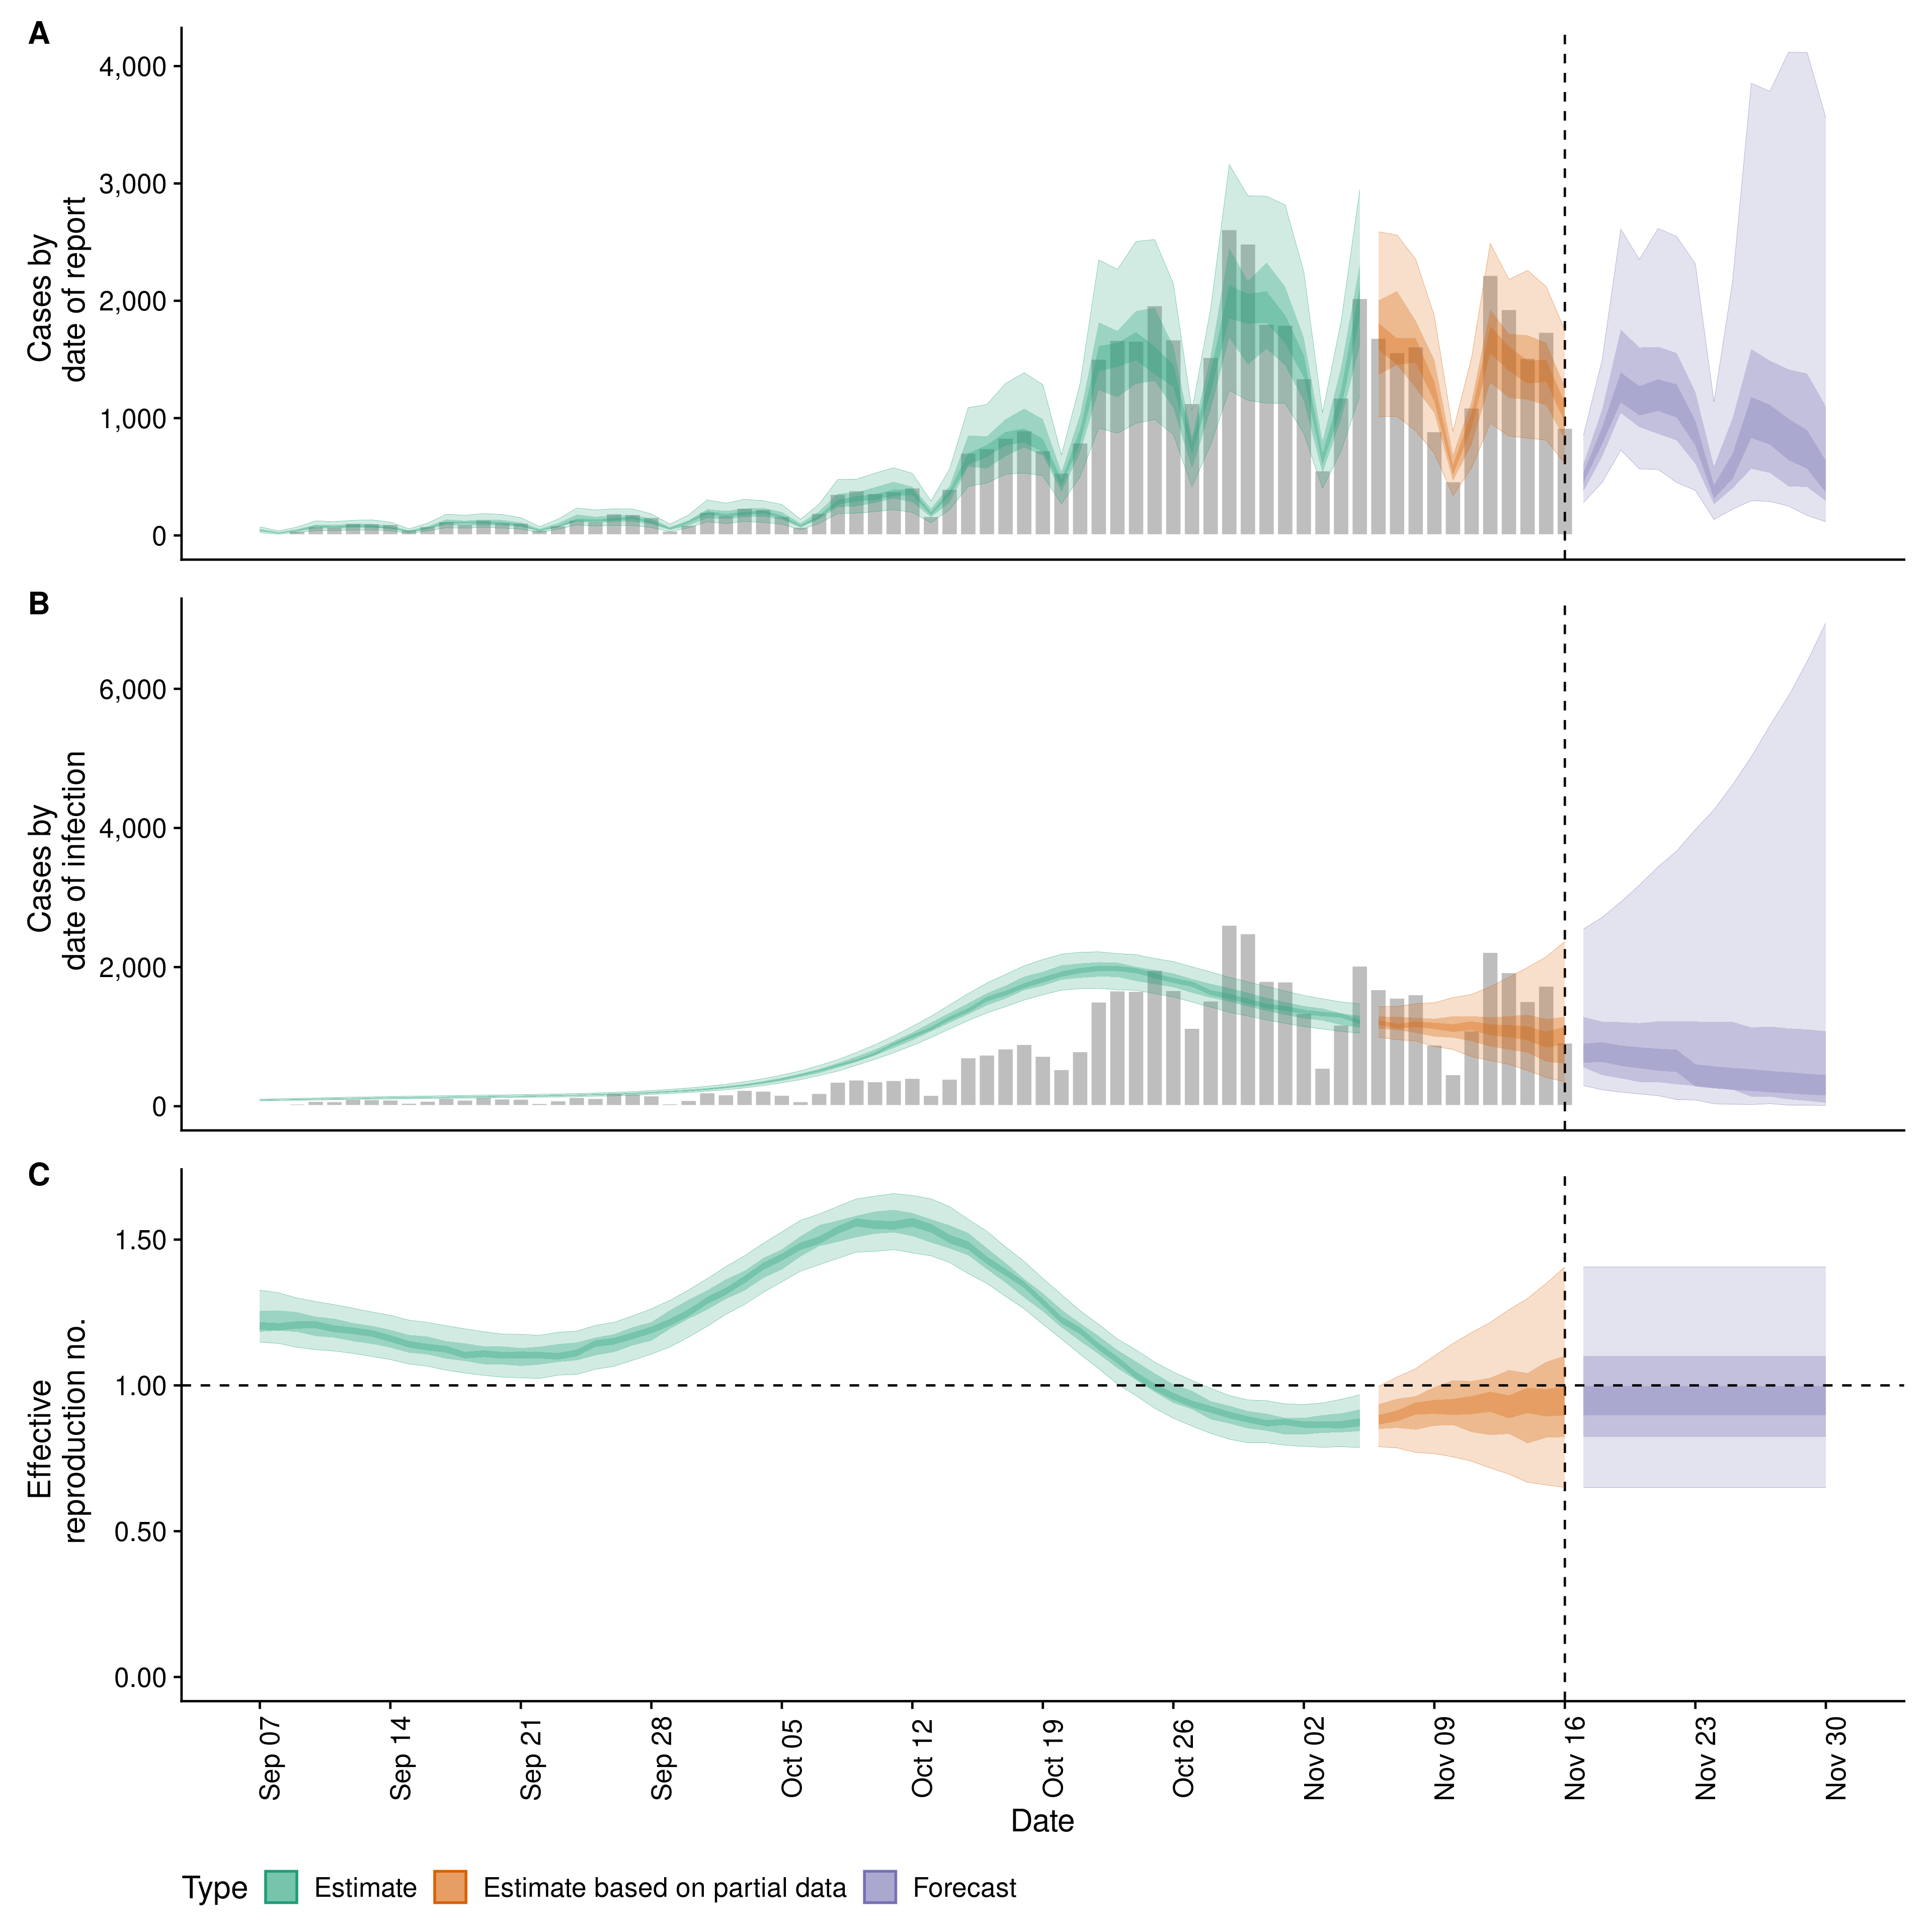 A
4,000
3,000
2,000
1,000
0
Cases by
date of report
B
6,000
4,000
2,000
0
Cases by
date of infection
C
1.50
1.00
0.50
0.00
Effective
reproduction no.
Sep 07
Sep 14
Sep 21
Sep 28
Oct 05
Oct 12
Oct 19
Oct 26
Nov 02
Nov 09
Nov 16
Nov 23
Nov 30
Date
Type Estimate Estimate based on partial data Forecast